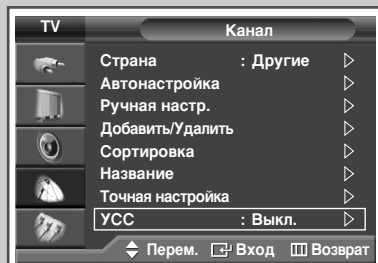 TV
Канал
Страна : Другие
Автонастройка
Ручная настр.
Добавить/Удалить
Сортировка
Название
Точная настройка
УСС : Выкл.
Перем. Вход Возврат